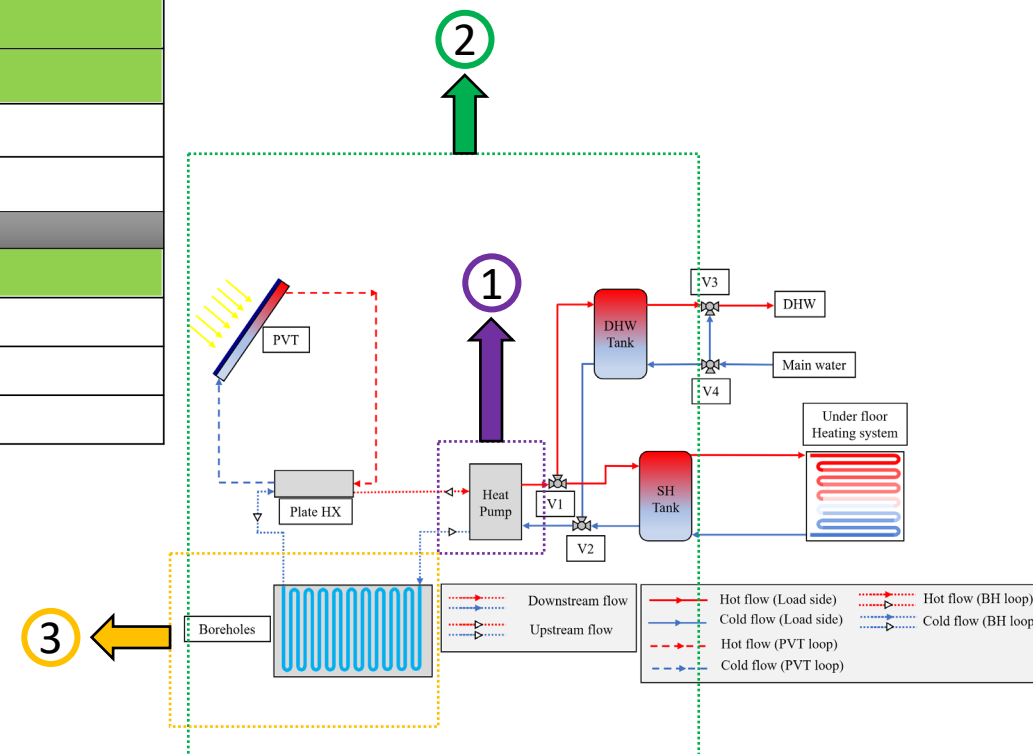 2
1
V3
DHW
DHW
Tank
PVT
Main water
V4
Under floor
Heating system
Heat
Pump
V1
SH
Tank
Plate HX
V2
3
Boreholes
Downstream flow
Upstream flow
Hot flow (Load side)
Cold flow (Load side)
Hot flow (PVT loop)
Cold flow (PVT loop)
Hot flow (BH loop)
Cold flow (BH loop